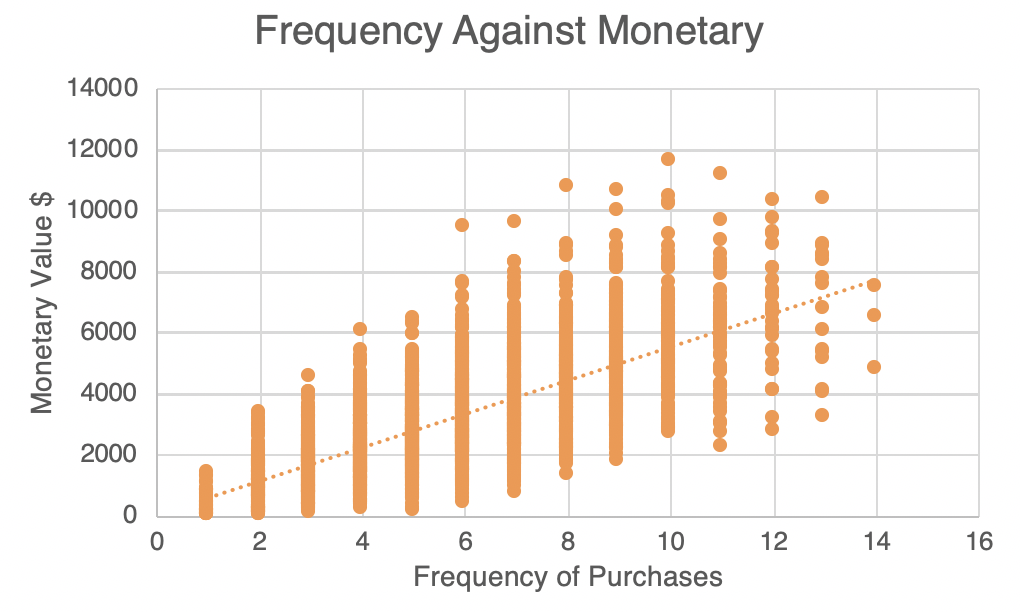 Frequency Against Monetary
14000
12000
10000
8000
6000
4000
2000
0
Monetary Value $
0 2 4 6 8 10 12 14 16
Frequency of Purchases